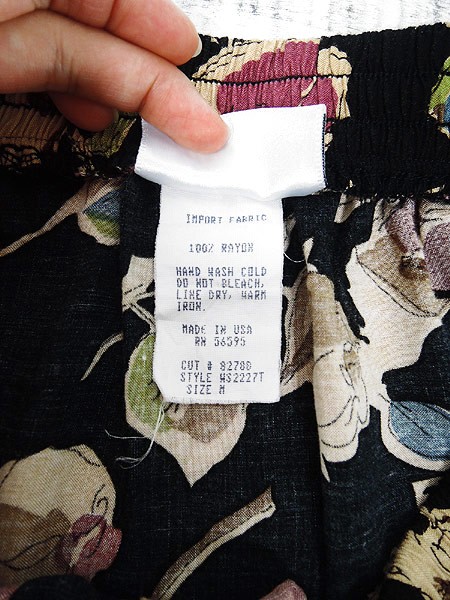 IMPORT FABRIC
100% RAYON
HAND WASH COLD
DO NOT BLEACH,
LINE DRY, WARM
IRON.
MADE IN USA
RN 56595
CUT # 82788
STYLE WS2227T
SIZE M